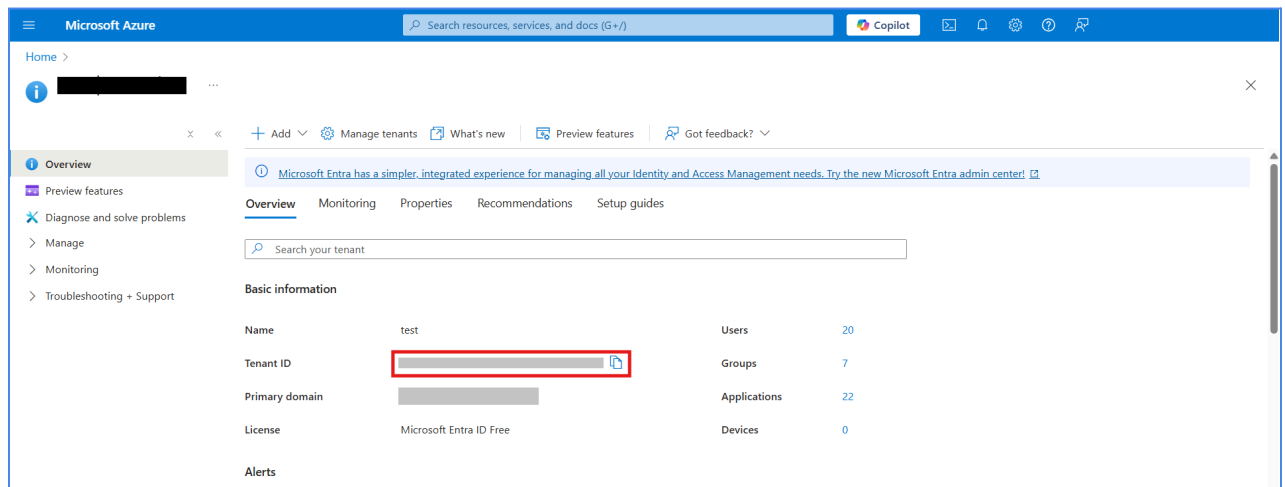 Microsoft Azure
Search resources, services, and docs (G+/)
Copilot
Home >
...
+ Add
Manage tenants
What's new
Preview features
Got feedback?
Overview
Preview features
Diagnose and solve problems
> Manage
> Monitoring
> Troubleshooting + Support
Microsoft Entra has a simpler, integrated experience for managing all your Identity and Access Management needs. Try the new Microsoft Entra admin center!
Overview Monitoring Properties Recommendations Setup guides
Search your tenant
Basic information
Name test Users 20
Tenant ID Groups 7
Primary domain Applications 22
License Microsoft Entra ID Free Devices 0
Alerts